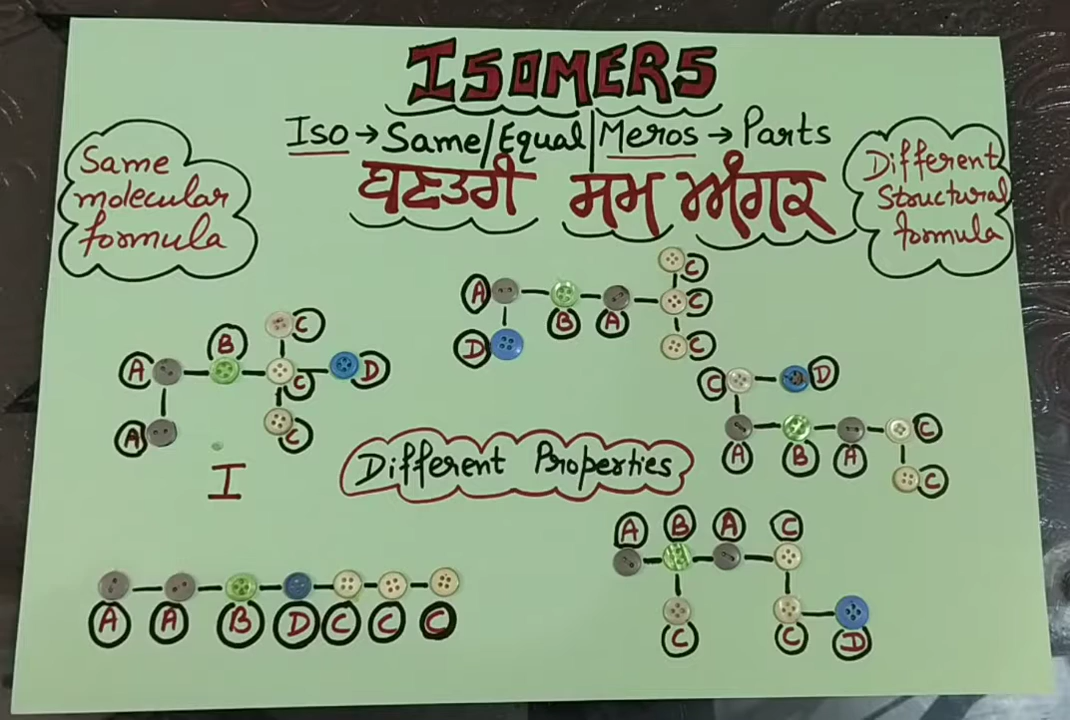 ISOMERS
Iso → Same/Equal | Meros → Parts
ਬਣਤਰੀ ਸਮ ਅੰਗਕ
Same
molecular
formula
Different
Structural
formula
A B C C C D A
I
A D B A C C C
C D A B A C C
Different Properties
A B A C
C C D
A A B D C C C